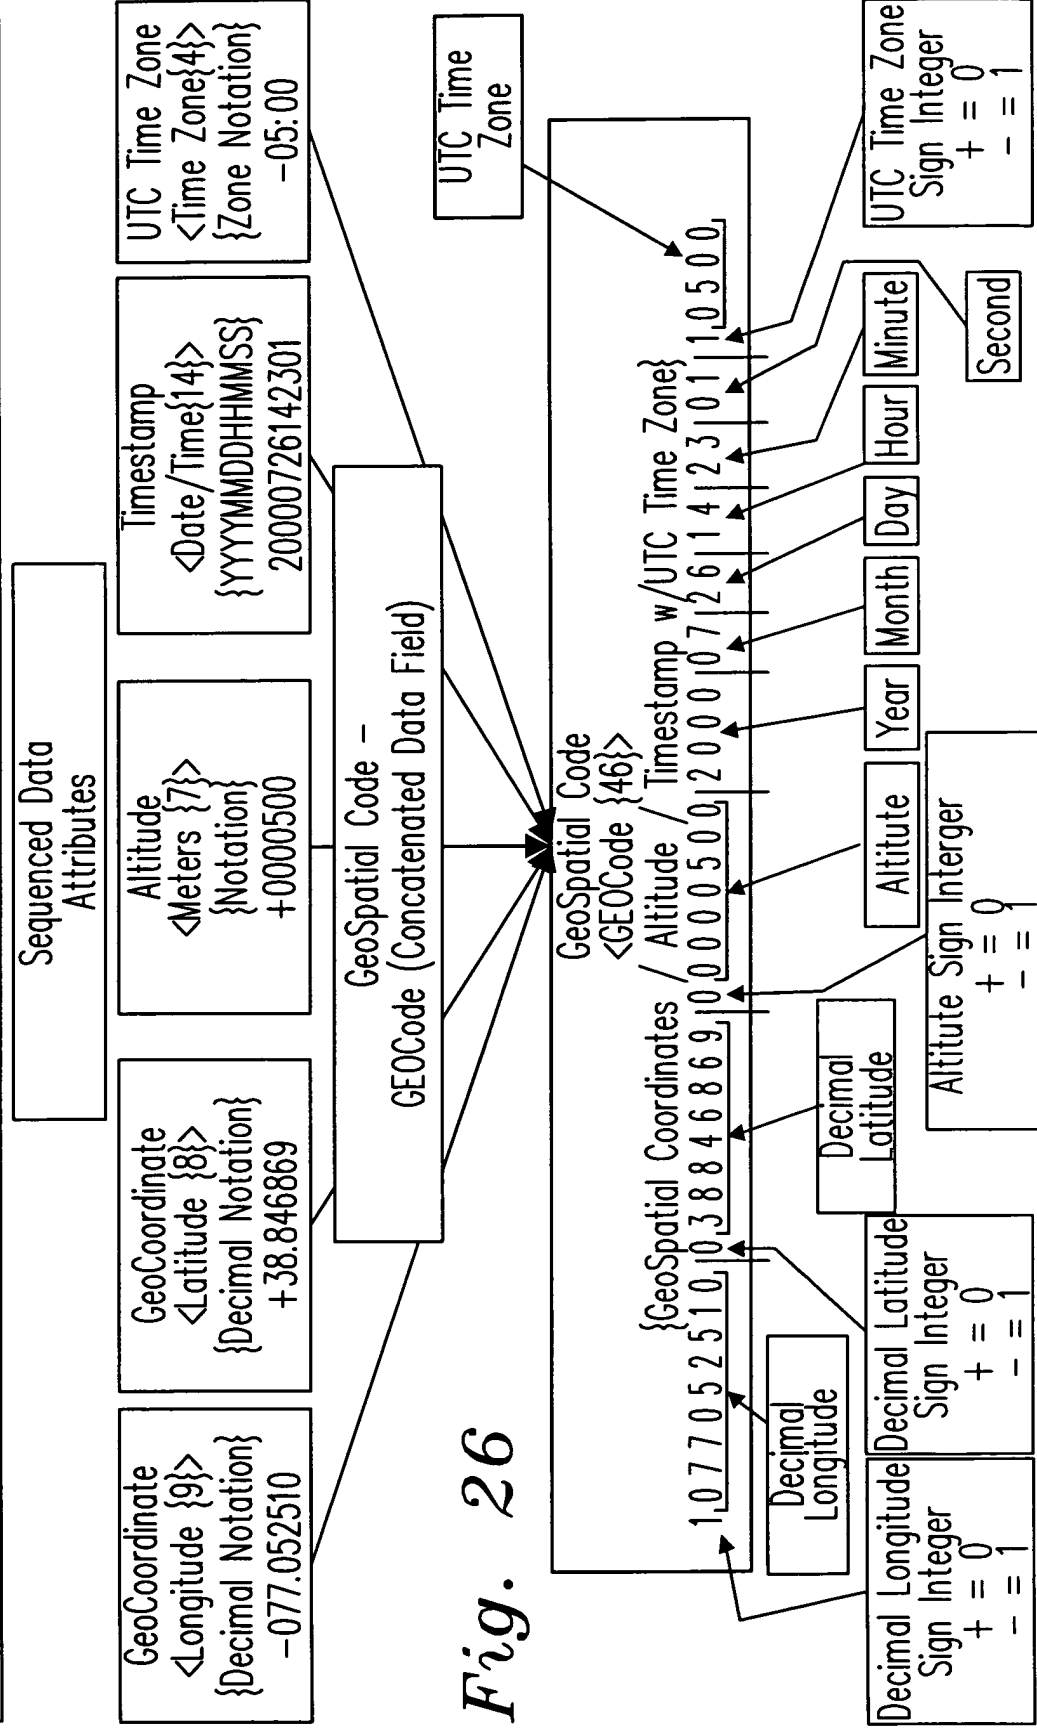 Sequenced Data
Attributes
GeoCoordinate
<Longitude {9}>
{Decimal Notation}
-077.052510
GeoCoordinate
<Latitude {8}>
{Decimal Notation}
+38.846869
Altitude
<Meters {7}>
{Notation}
+0000500
Timestamp
<Date/Time{14}>
{YYYYMMDDHHMMSS}
20000726142301
UTC Time Zone
<Time Zone{4}>
{Zone Notation}
-05:00
GeoSpatial Code -
GEOCode (Concatenated Data Field)
Fig. 26
UTC Time
Zone
GeoSpatial Code
<GEOCode {46}>
{GeoSpatial Coordinates / Altitude / Timestamp w/UTC Time Zone}
1 0 7 7 0 5 2 5 1 0 | 0 | 3 8 8 4 6 8 6 9 | 0 | 0 0 0 0 5 0 0 | 2 0 0 0 | 0 7 | 2 6 | 1 4 | 2 3 | 0 1 | 1 | 0 5 0 0
Decimal
Longitude
Decimal
Latitude
Altitute
Year
Month
Day
Hour
Minute
Second
Decimal Longitude
Sign Integer
+ = 0
- = 1
Decimal Latitude
Sign Integer
+ = 0
- = 1
Altitute Sign Interger
+ = 0
- = 1
UTC Time Zone
Sign Integer
+ = 0
- = 1